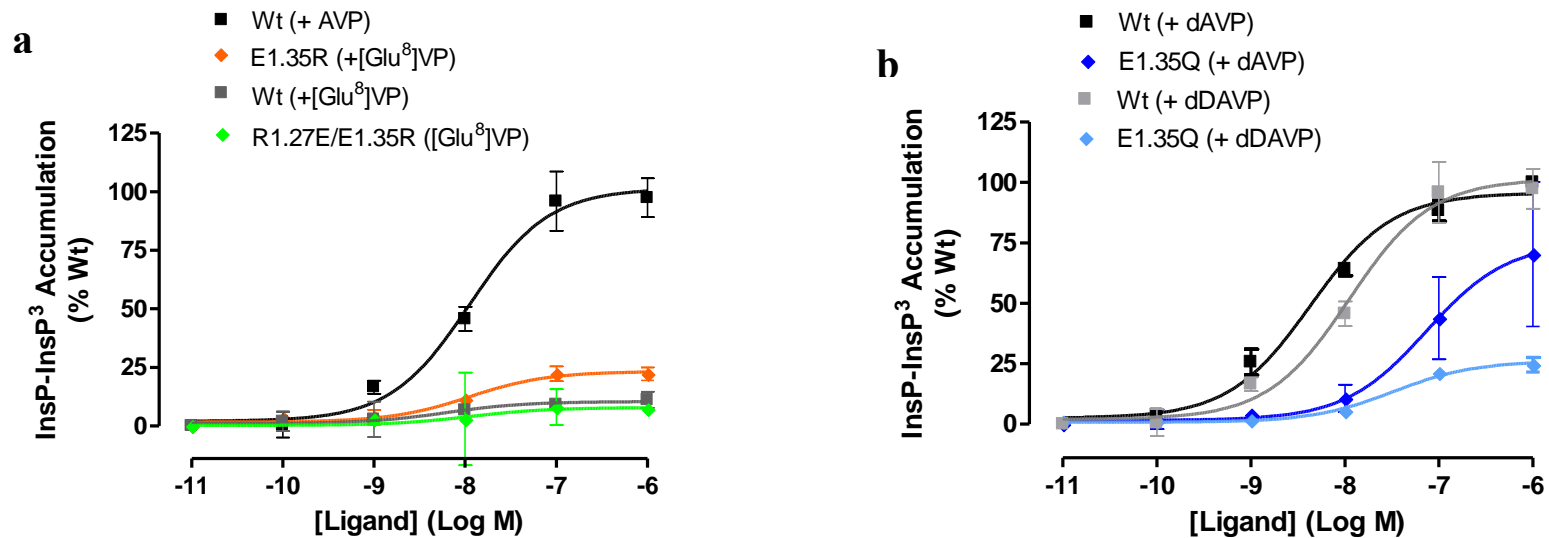 a
Wt (+ AVP)
E1.35R (+[Glu⁸]VP)
Wt (+[Glu⁸]VP)
R1.27E/E1.35R ([Glu⁸]VP)
InsP-InsP³ Accumulation
(% Wt)
125
100
75
50
25
0
-11 -10 -9 -8 -7 -6
[Ligand] (Log M)
b
Wt (+ dAVP)
E1.35Q (+ dAVP)
Wt (+ dDAVP)
E1.35Q (+ dDAVP)
InsP-InsP³ Accumulation
(% Wt)
125
100
75
50
25
0
-11 -10 -9 -8 -7 -6
[Ligand] (Log M)